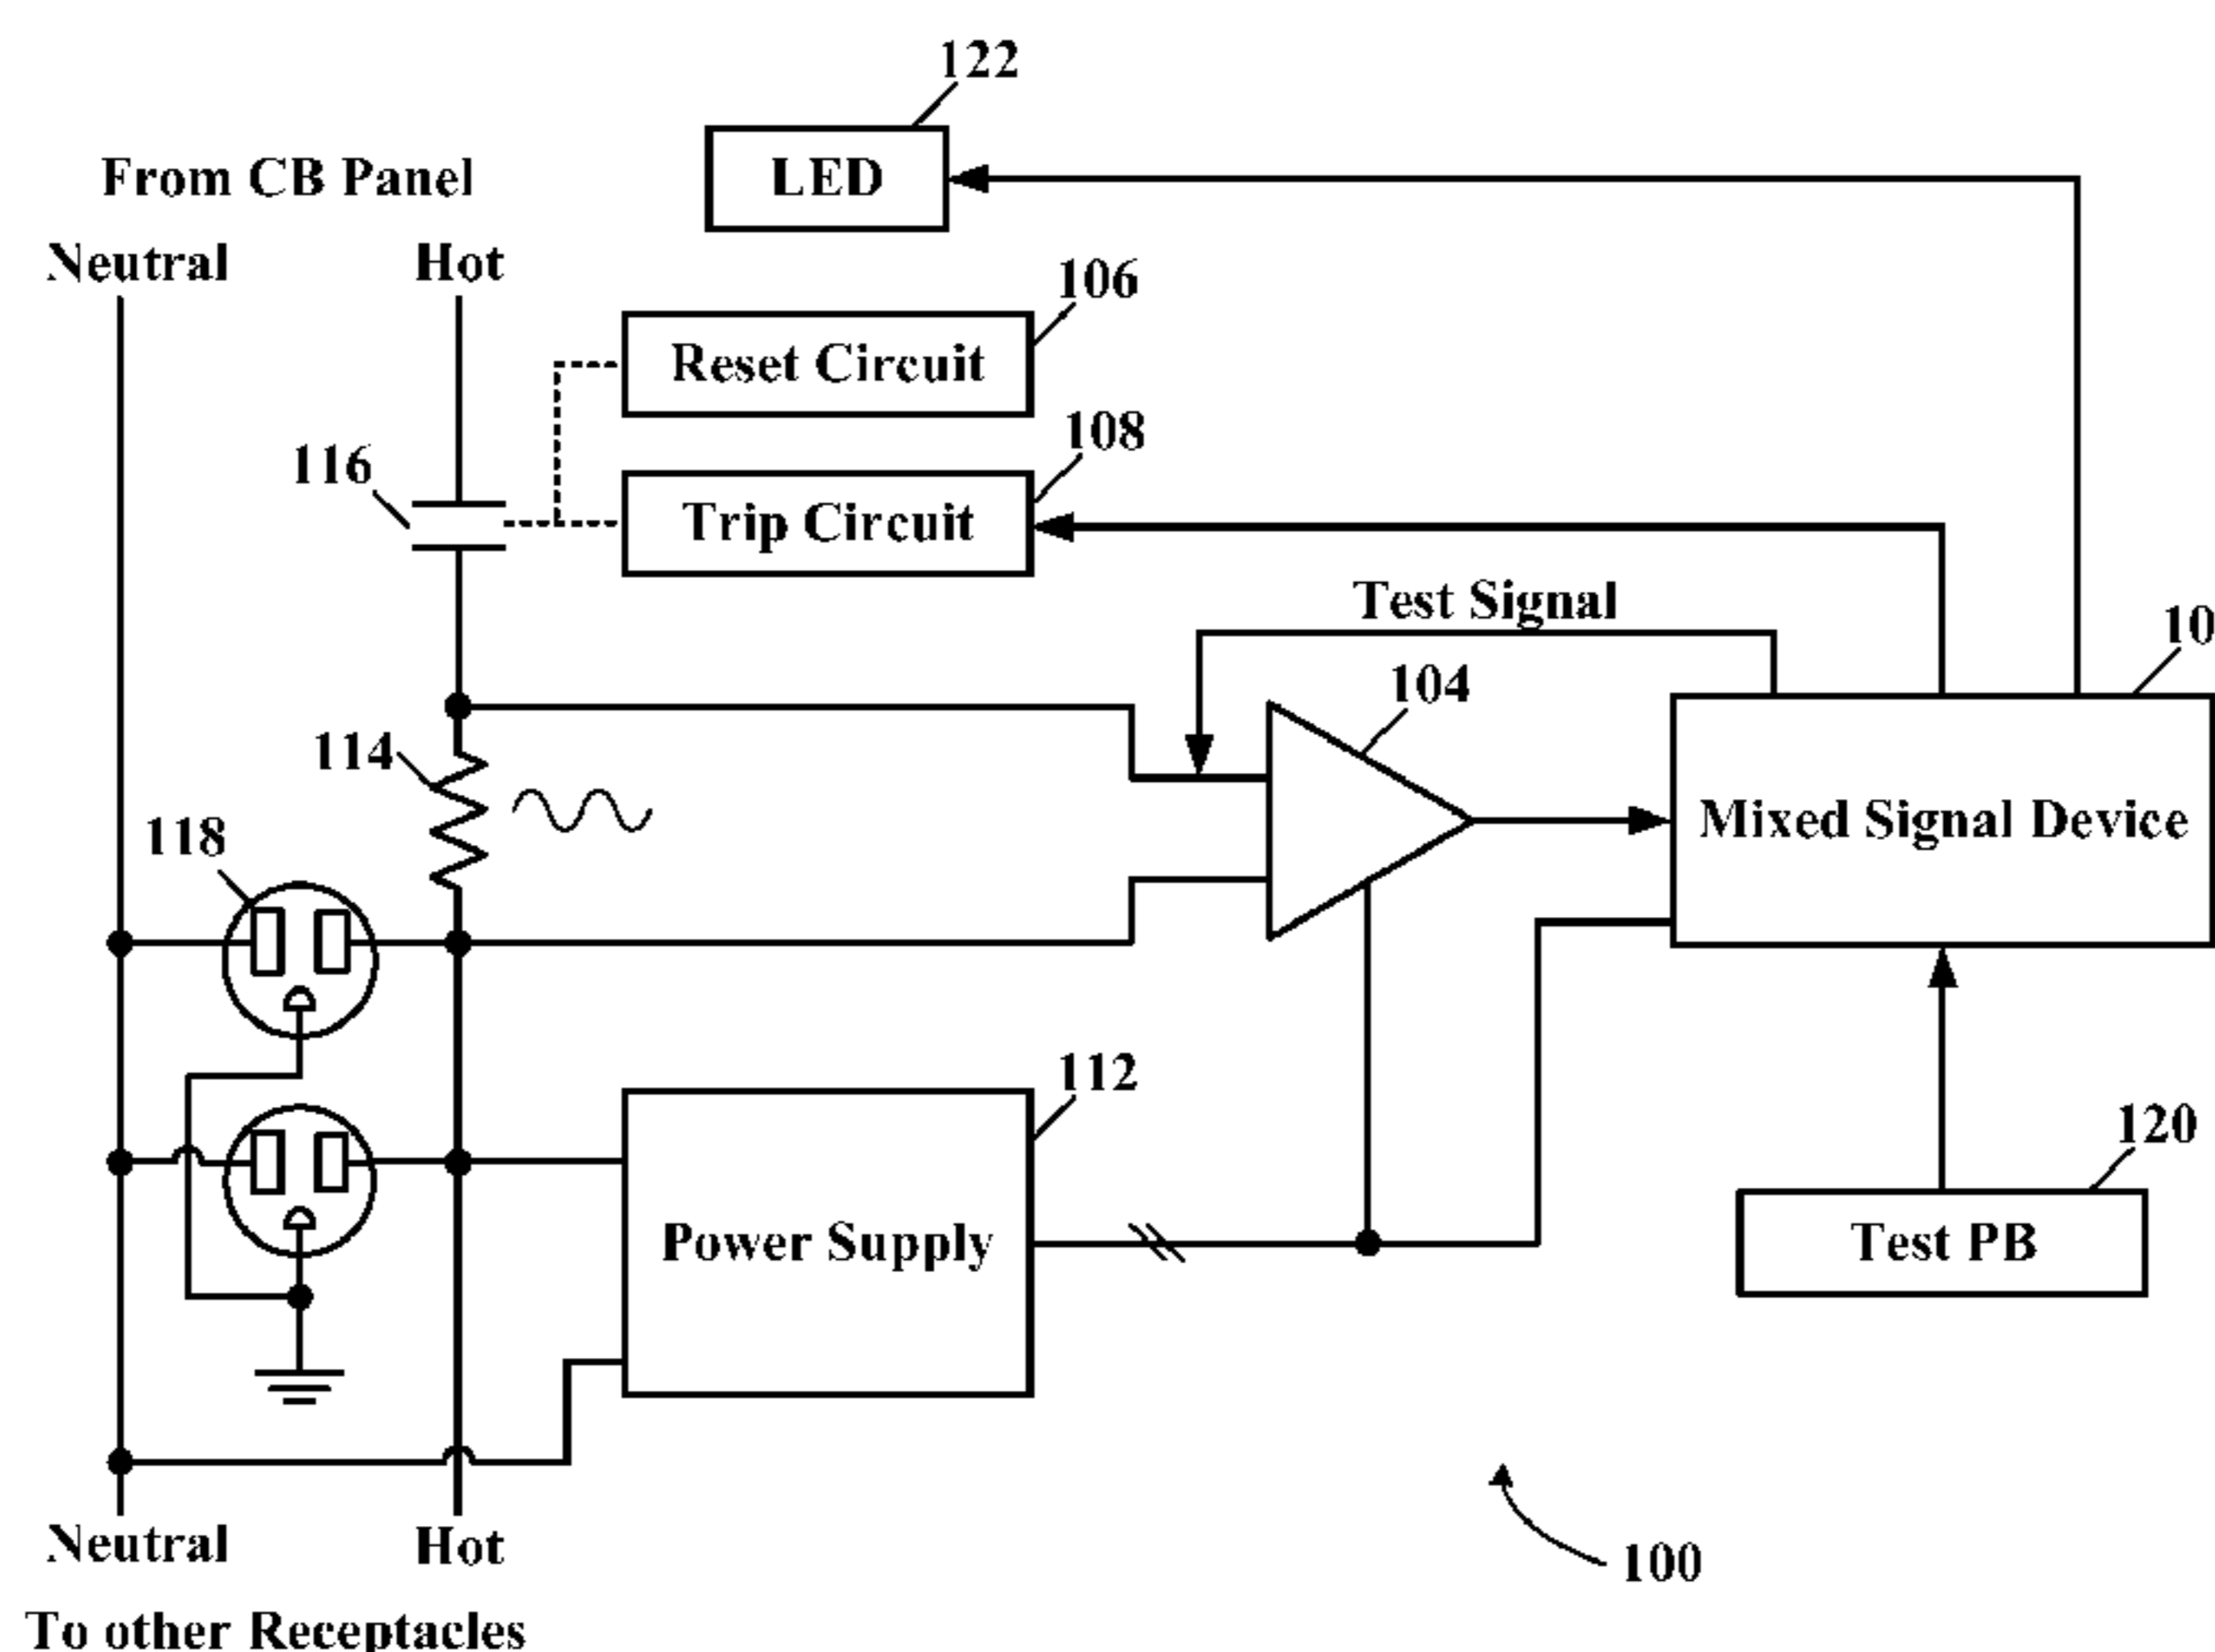 122
LED
From CB Panel
Neutral
Hot
106
Reset Circuit
108
116
Trip Circuit
Test Signal
10
104
114
118
Mixed Signal Device
112
120
Power Supply
Test PB
Neutral
Hot
100
To other Receptacles